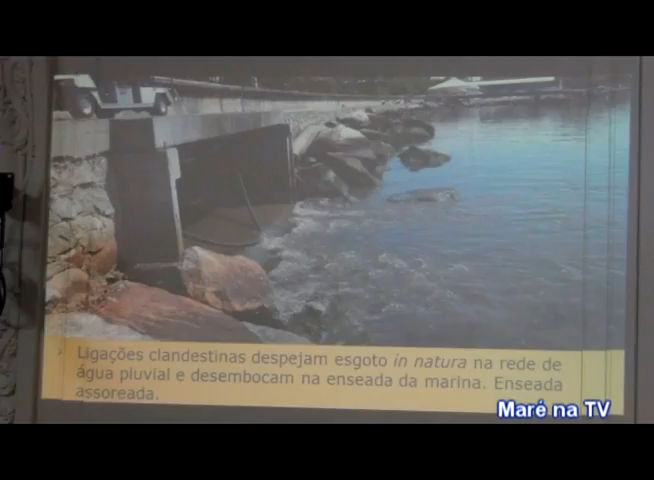 Ligações clandestinas despejam esgoto in natura na rede de
água pluvial e desembocam na enseada da marina. Enseada
assoreada.
Maré na TV